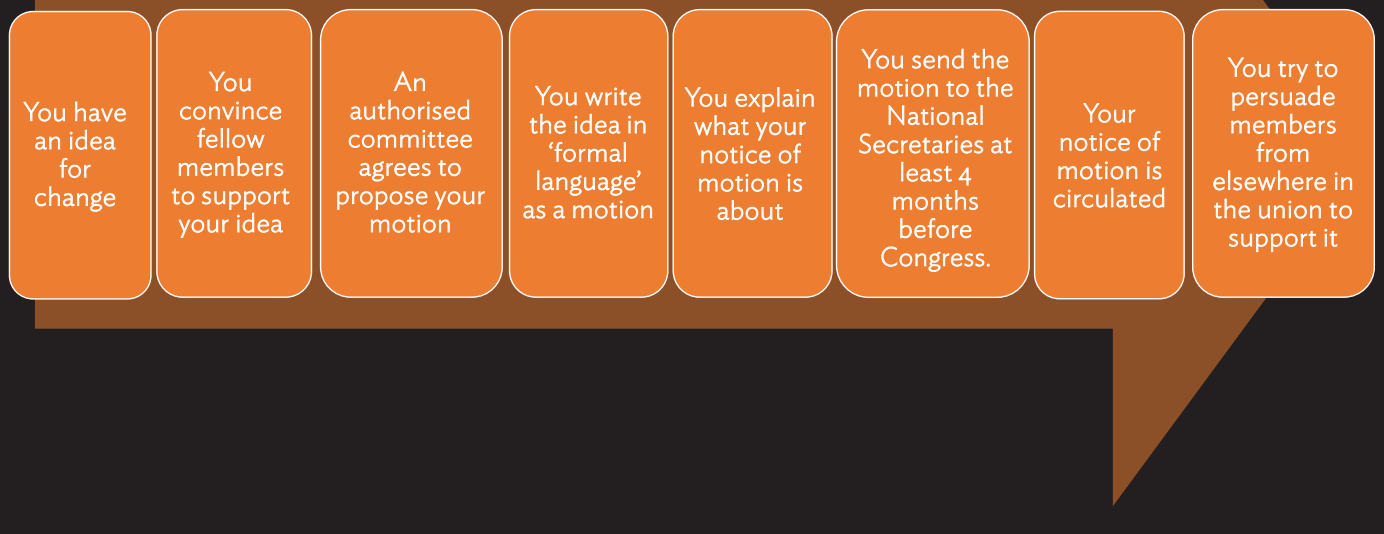 You have
an idea
for
change
You
convince
fellow
members
to support
your idea
An
authorised
committee
agrees to
propose your
motion
You write
the idea in
‘formal
language’
as a motion
You explain
what your
notice of
motion is
about
You send the
motion to the
National
Secretaries at
least 4
months
before
Congress.
Your
notice of
motion is
circulated
You try to
persuade
members
from
elsewhere in
the union to
support it